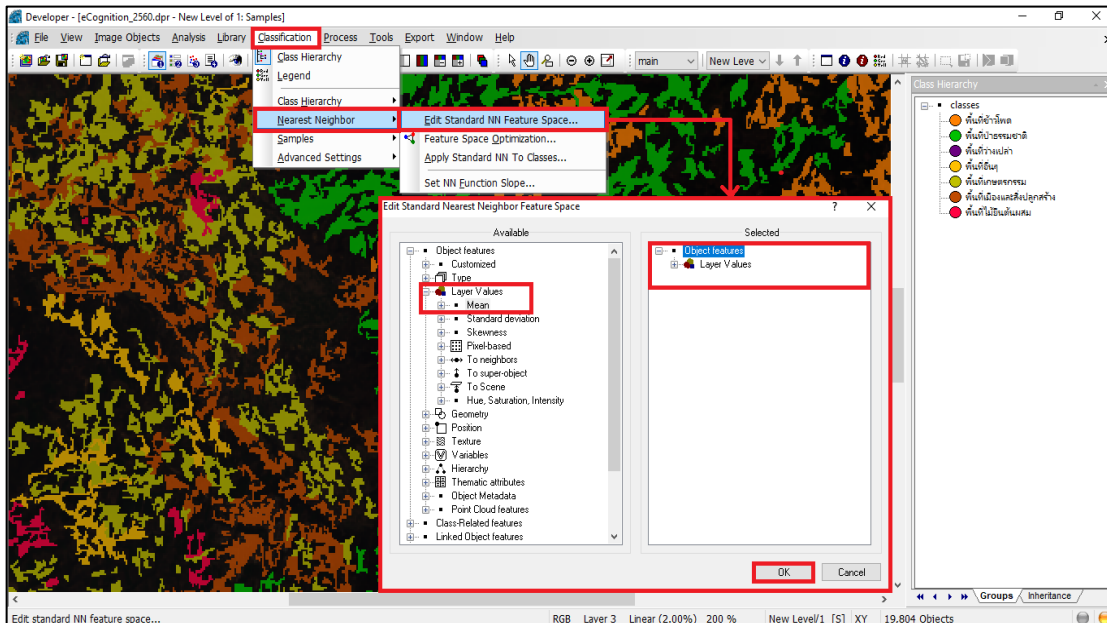 Developer - [eCognition_2560.dpr - New Level of 1: Samples]
File View Image Objects Analysis Library Classification Process Tools Export Window Help
main New Leve
Class Hierarchy
Legend
Class Hierarchy
Nearest Neighbor
Samples
Advanced Settings
Edit Standard NN Feature Space...
Feature Space Optimization...
Apply Standard NN To Classes...
Set NN Function Slope...
Class Hierarchy
classes
พื้นที่ข้าวโพด
พื้นที่ป่าธรรมชาติ
พื้นที่ว่างเปล่า
พื้นที่อื่นๆ
พื้นที่เกษตรกรรม
พื้นที่เมืองและสิ่งปลูกสร้าง
พื้นที่ไม้ยืนต้นผสม
Edit Standard Nearest Neighbor Feature Space ? X
Available
Object features
Customized
Type
Layer Values
Mean
Standard deviation
Skewness
Pixel-based
To neighbors
To super-object
To Scene
Hue, Saturation, Intensity
Geometry
Position
Texture
Variables
Hierarchy
Thematic attributes
Object Metadata
Point Cloud features
Class-Related features
Linked Object features
Selected
Object features
Layer Values
OK Cancel
Groups Inheritance
Edit standard NN feature space... RGB Layer 3 Linear (2.00%) 200 % New Level/1 [S] XY 19,804 Objects